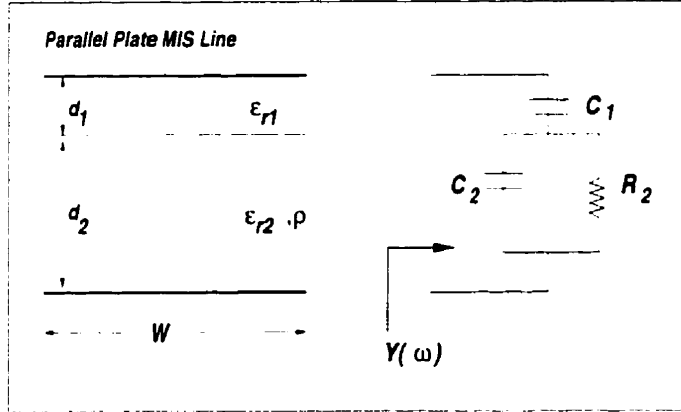 Parallel Plate MIS Line
d1
εr1
C1
C2
R2
d2
εr2 ,ρ
W
Y(ω)